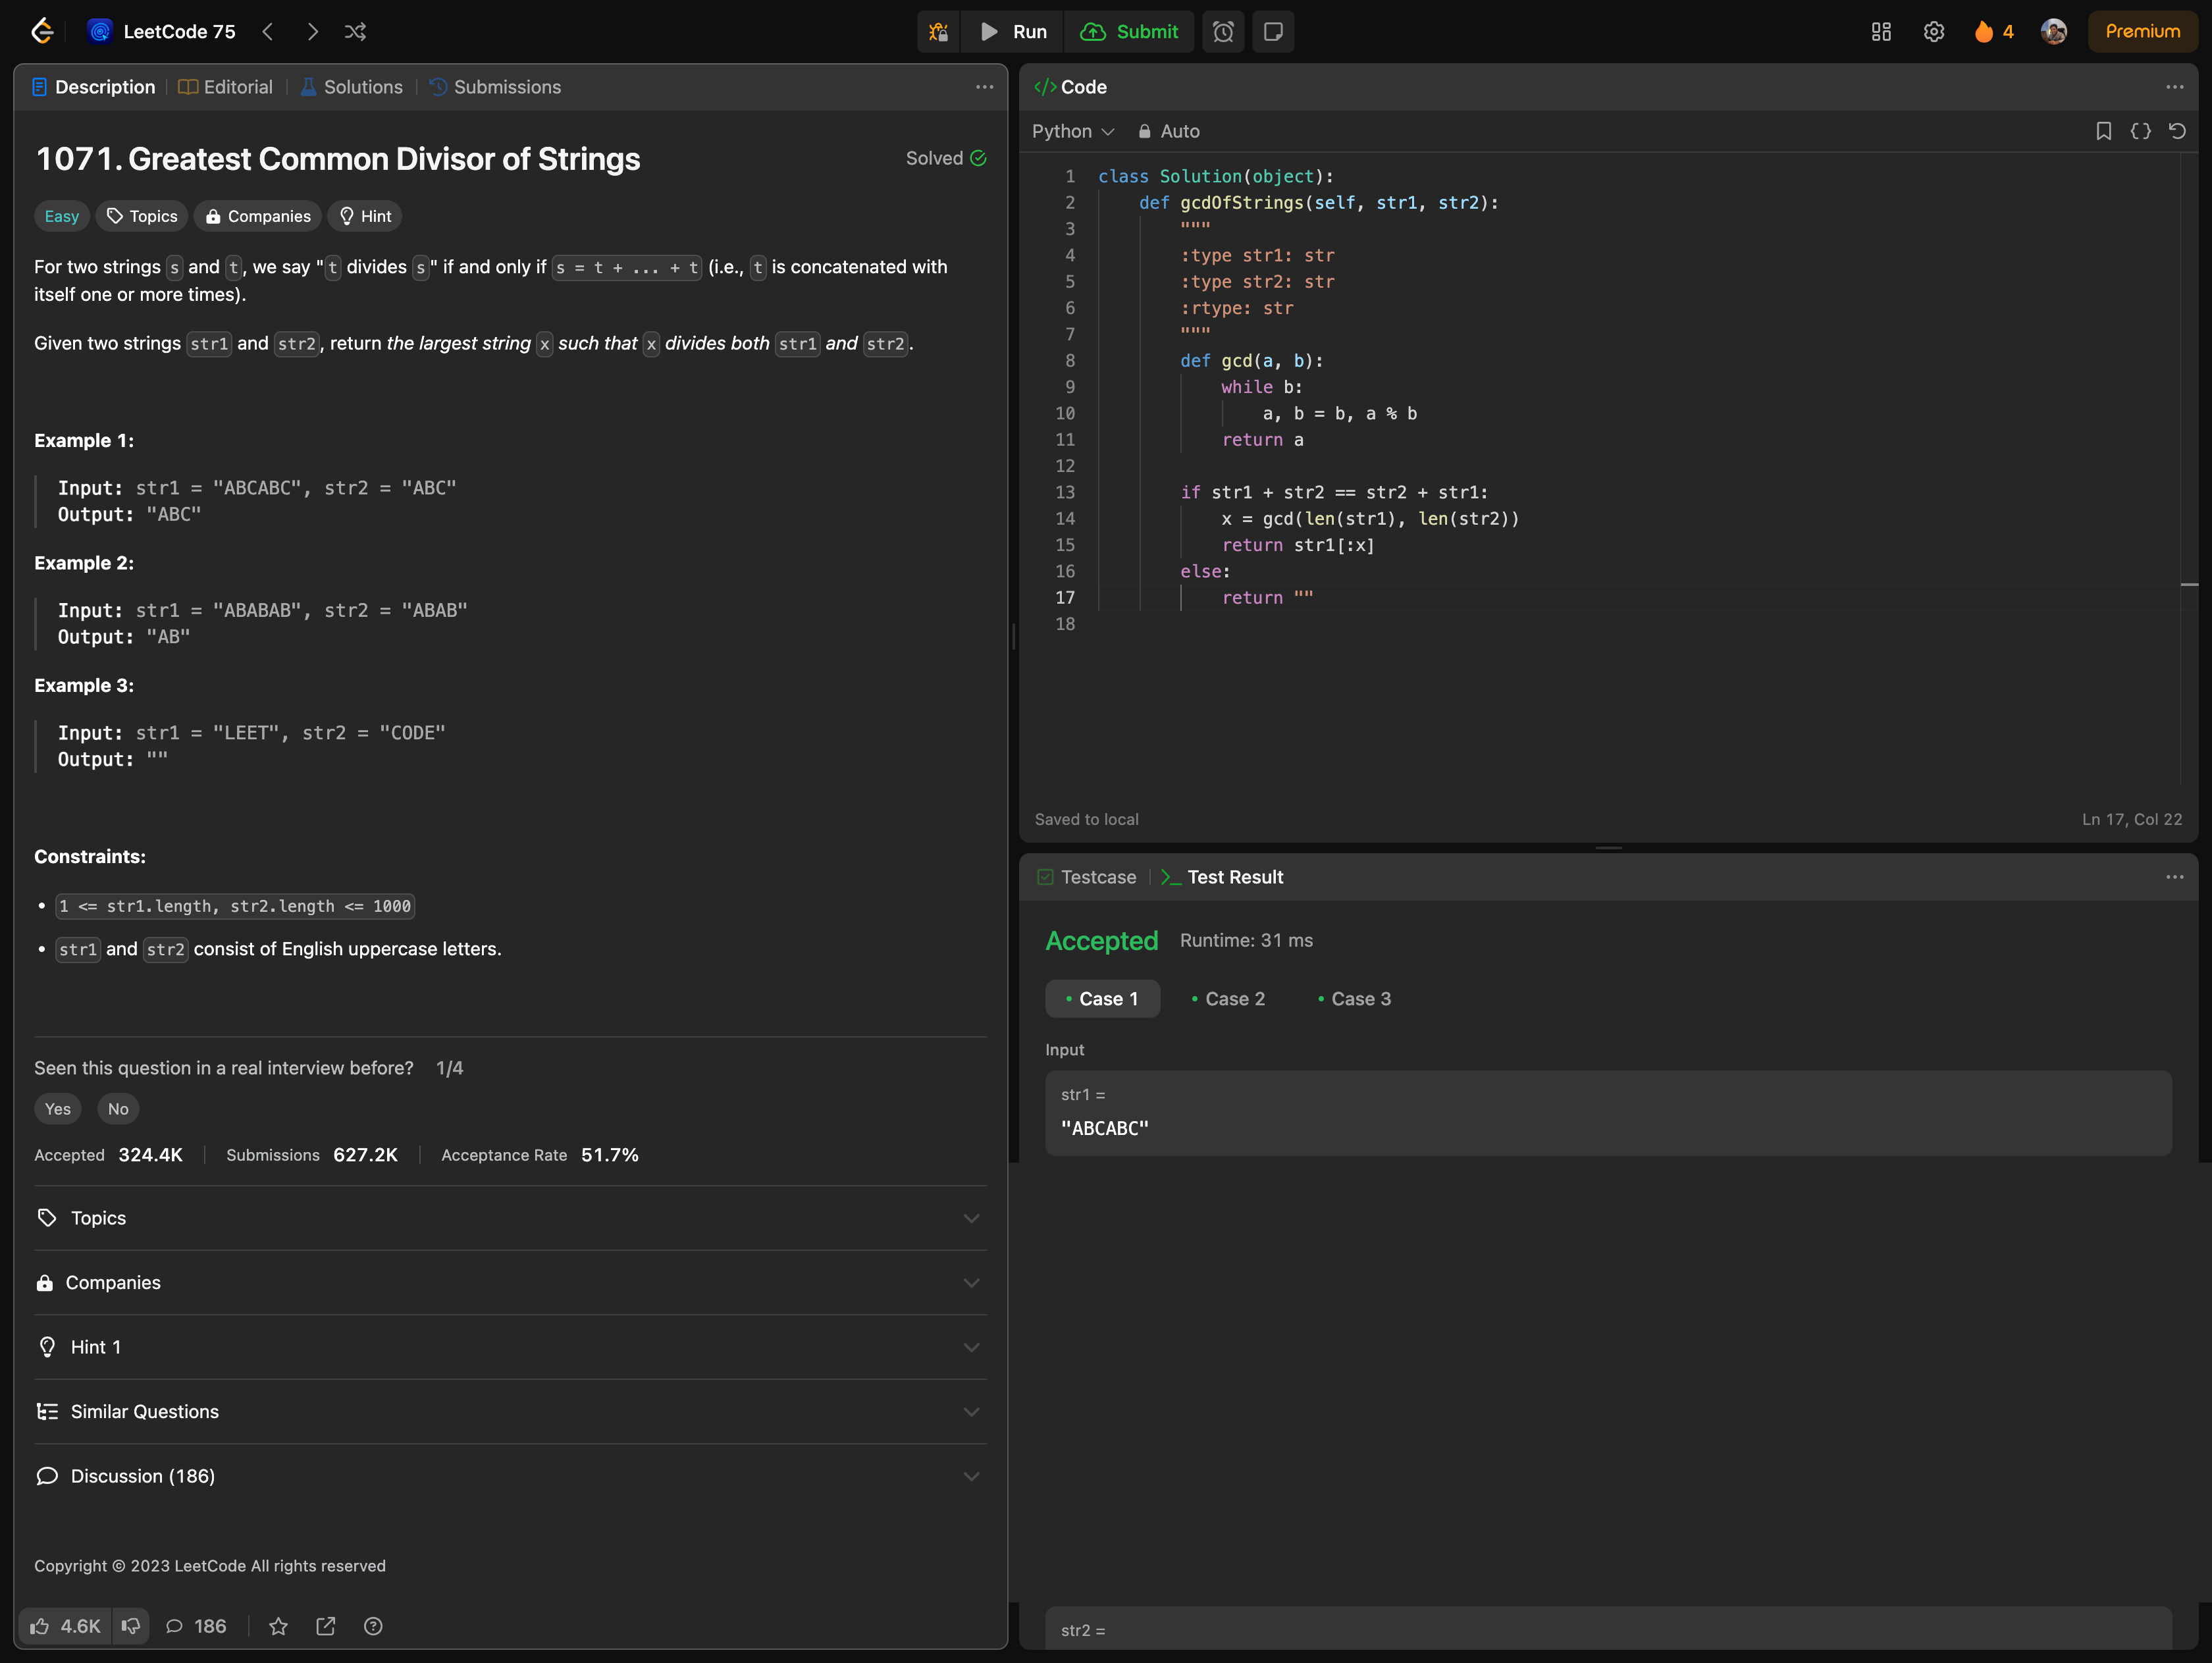 LeetCode 75
Run
Submit
4
Premium
Description
Editorial
Solutions
Submissions
1071. Greatest Common Divisor of Strings
Solved
Easy
Topics
Companies
Hint
For two strings s and t, we say "t divides s" if and only if s = t + ... + t (i.e., t is concatenated with
itself one or more times).
Given two strings str1 and str2, return the largest string x such that x divides both str1 and str2.
Example 1:
Input: str1 = "ABCABC", str2 = "ABC"
Output: "ABC"
Example 2:
Input: str1 = "ABABAB", str2 = "ABAB"
Output: "AB"
Example 3:
Input: str1 = "LEET", str2 = "CODE"
Output: ""
Constraints:
• 1 <= str1.length, str2.length <= 1000
• str1 and str2 consist of English uppercase letters.
Seen this question in a real interview before? 1/4
Yes
No
Accepted 324.4K
Submissions 627.2K
Acceptance Rate 51.7%
Topics
Companies
Hint 1
Similar Questions
Discussion (186)
Copyright © 2023 LeetCode All rights reserved
4.6K
186
</> Code
Python
Auto
1 class Solution(object):
2     def gcdOfStrings(self, str1, str2):
3         """
4         :type str1: str
5         :type str2: str
6         :rtype: str
7         """
8         def gcd(a, b):
9             while b:
10                 a, b = b, a % b
11             return a
12
13         if str1 + str2 == str2 + str1:
14             x = gcd(len(str1), len(str2))
15             return str1[:x]
16         else:
17             return ""
18
Saved to local
Ln 17, Col 22
Testcase
Test Result
Accepted
Runtime: 31 ms
• Case 1
• Case 2
• Case 3
Input
str1 =
"ABCABC"
str2 =